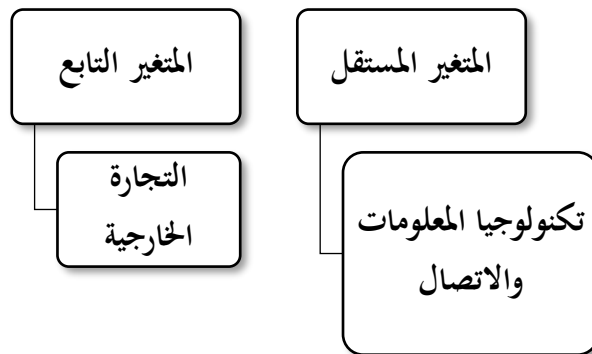 المتغير المستقل
تكنولوجيا المعلومات
والاتصال
المتغير التابع
التجارة
الخارجية